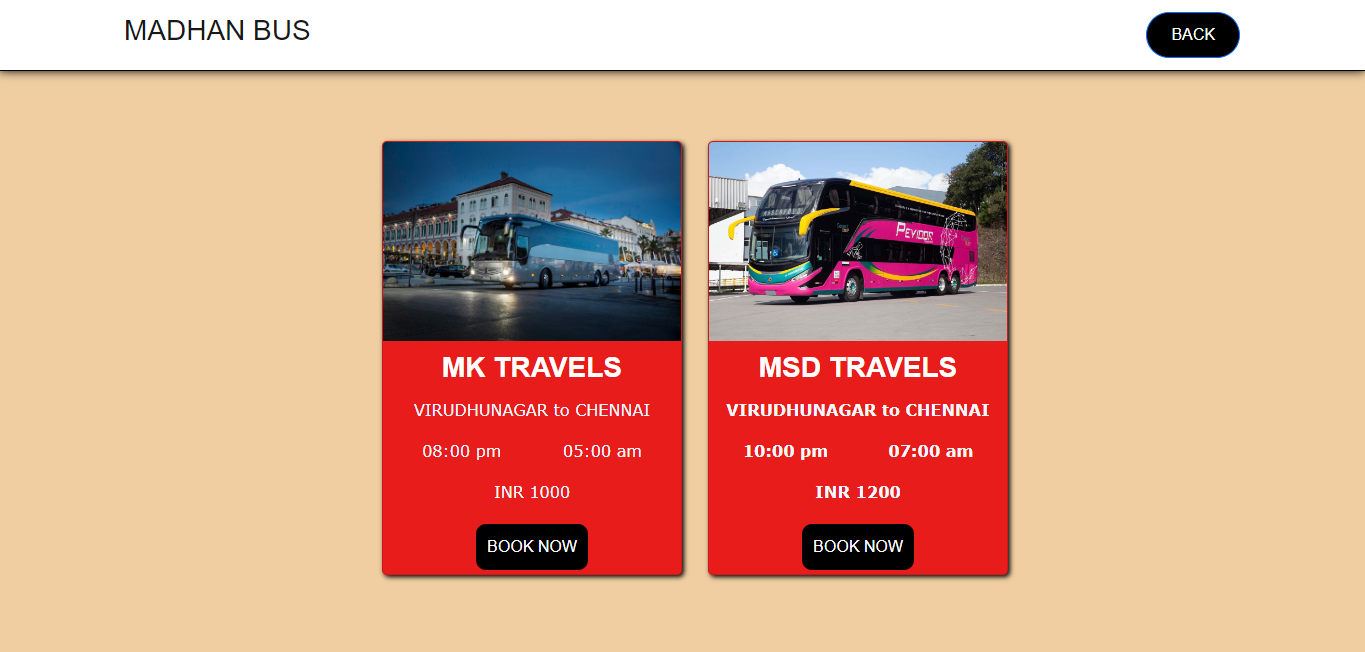 MADHAN BUS
BACK
PEVIDOR
MK TRAVELS
VIRUDHUNAGAR to CHENNAI
08:00 pm 05:00 am
INR 1000
BOOK NOW
MSD TRAVELS
VIRUDHUNAGAR to CHENNAI
10:00 pm 07:00 am
INR 1200
BOOK NOW